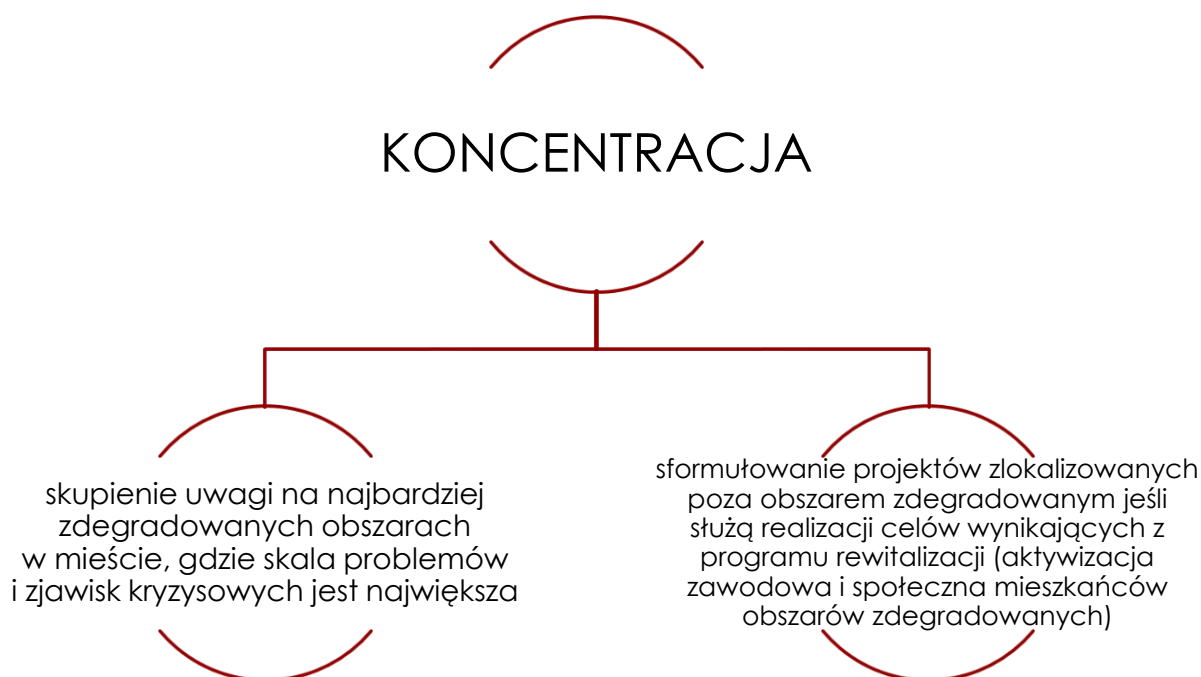 KONCENTRACJA
skupienie uwagi na najbardziej
zdegradowanych obszarach
w mieście, gdzie skala problemów
i zjawisk kryzysowych jest największa
sformułowanie projektów zlokalizowanych
poza obszarem zdegradowanym jeśli
służą realizacji celów wynikających z
programu rewitalizacji (aktywizacja
zawodowa i społeczna mieszkańców
obszarów zdegradowanych)